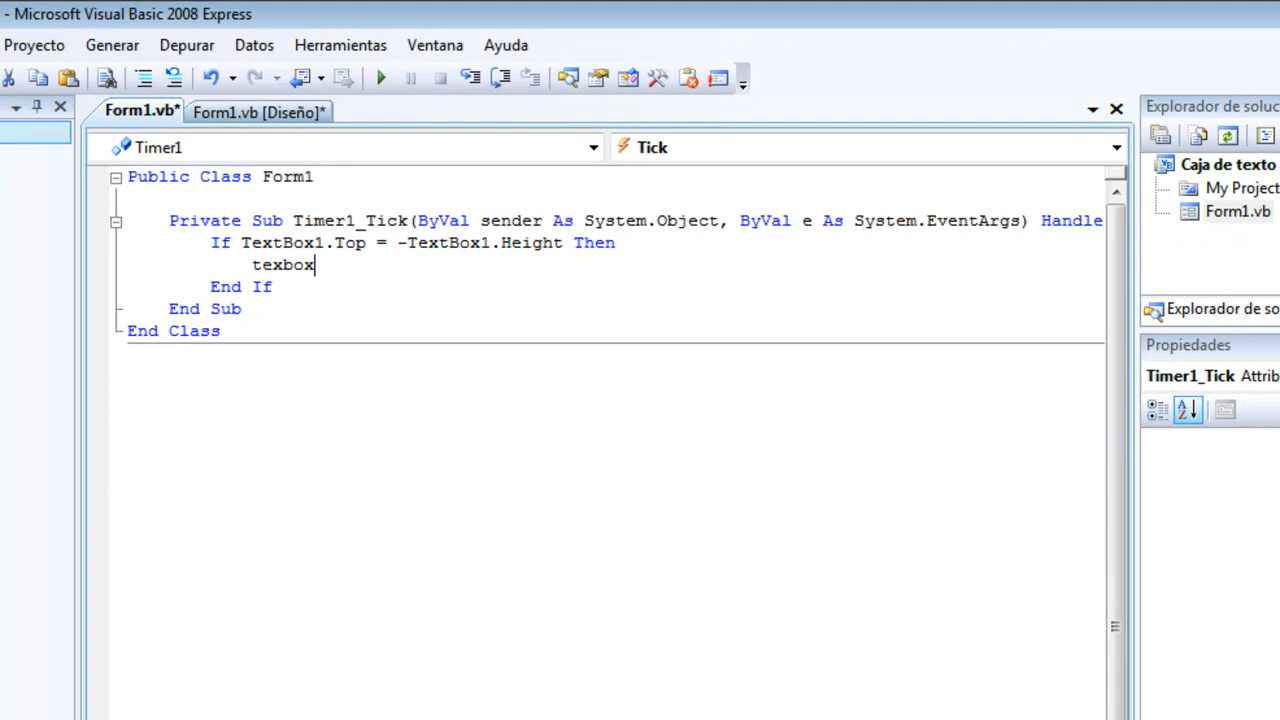 - Microsoft Visual Basic 2008 Express
Proyecto Generar Depurar Datos Herramientas Ventana Ayuda
Form1.vb* Form1.vb [Diseño]*
Explorador de soluc
Timer1 Tick
Caja de texto
My Project
Form1.vb
Public Class Form1
Private Sub Timer1_Tick(ByVal sender As System.Object, ByVal e As System.EventArgs) Handle
If TextBox1.Top = -TextBox1.Height Then
texbox
End If
End Sub
End Class
Explorador de so
Propiedades
Timer1_Tick Atrib